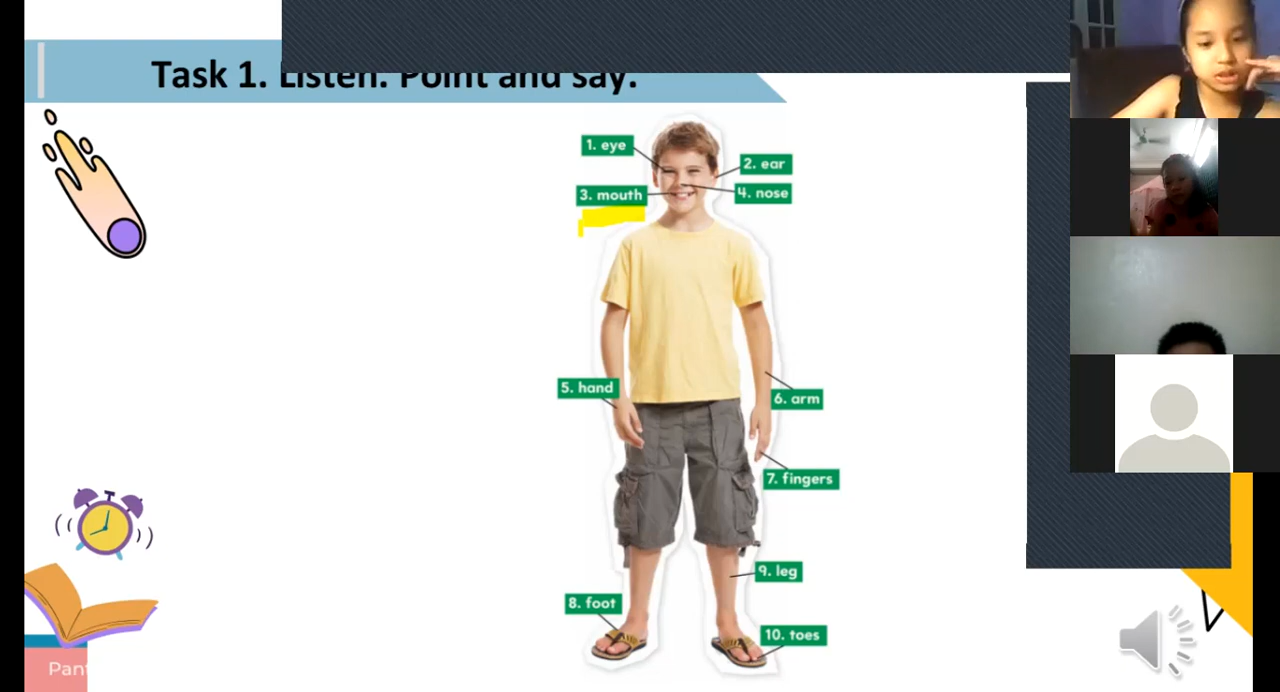 Task 1. Listen. Point and say.
1. eye
2. ear
3. mouth
4. nose
5. hand
6. arm
7. fingers
9. leg
8. foot
10. toes
Pant